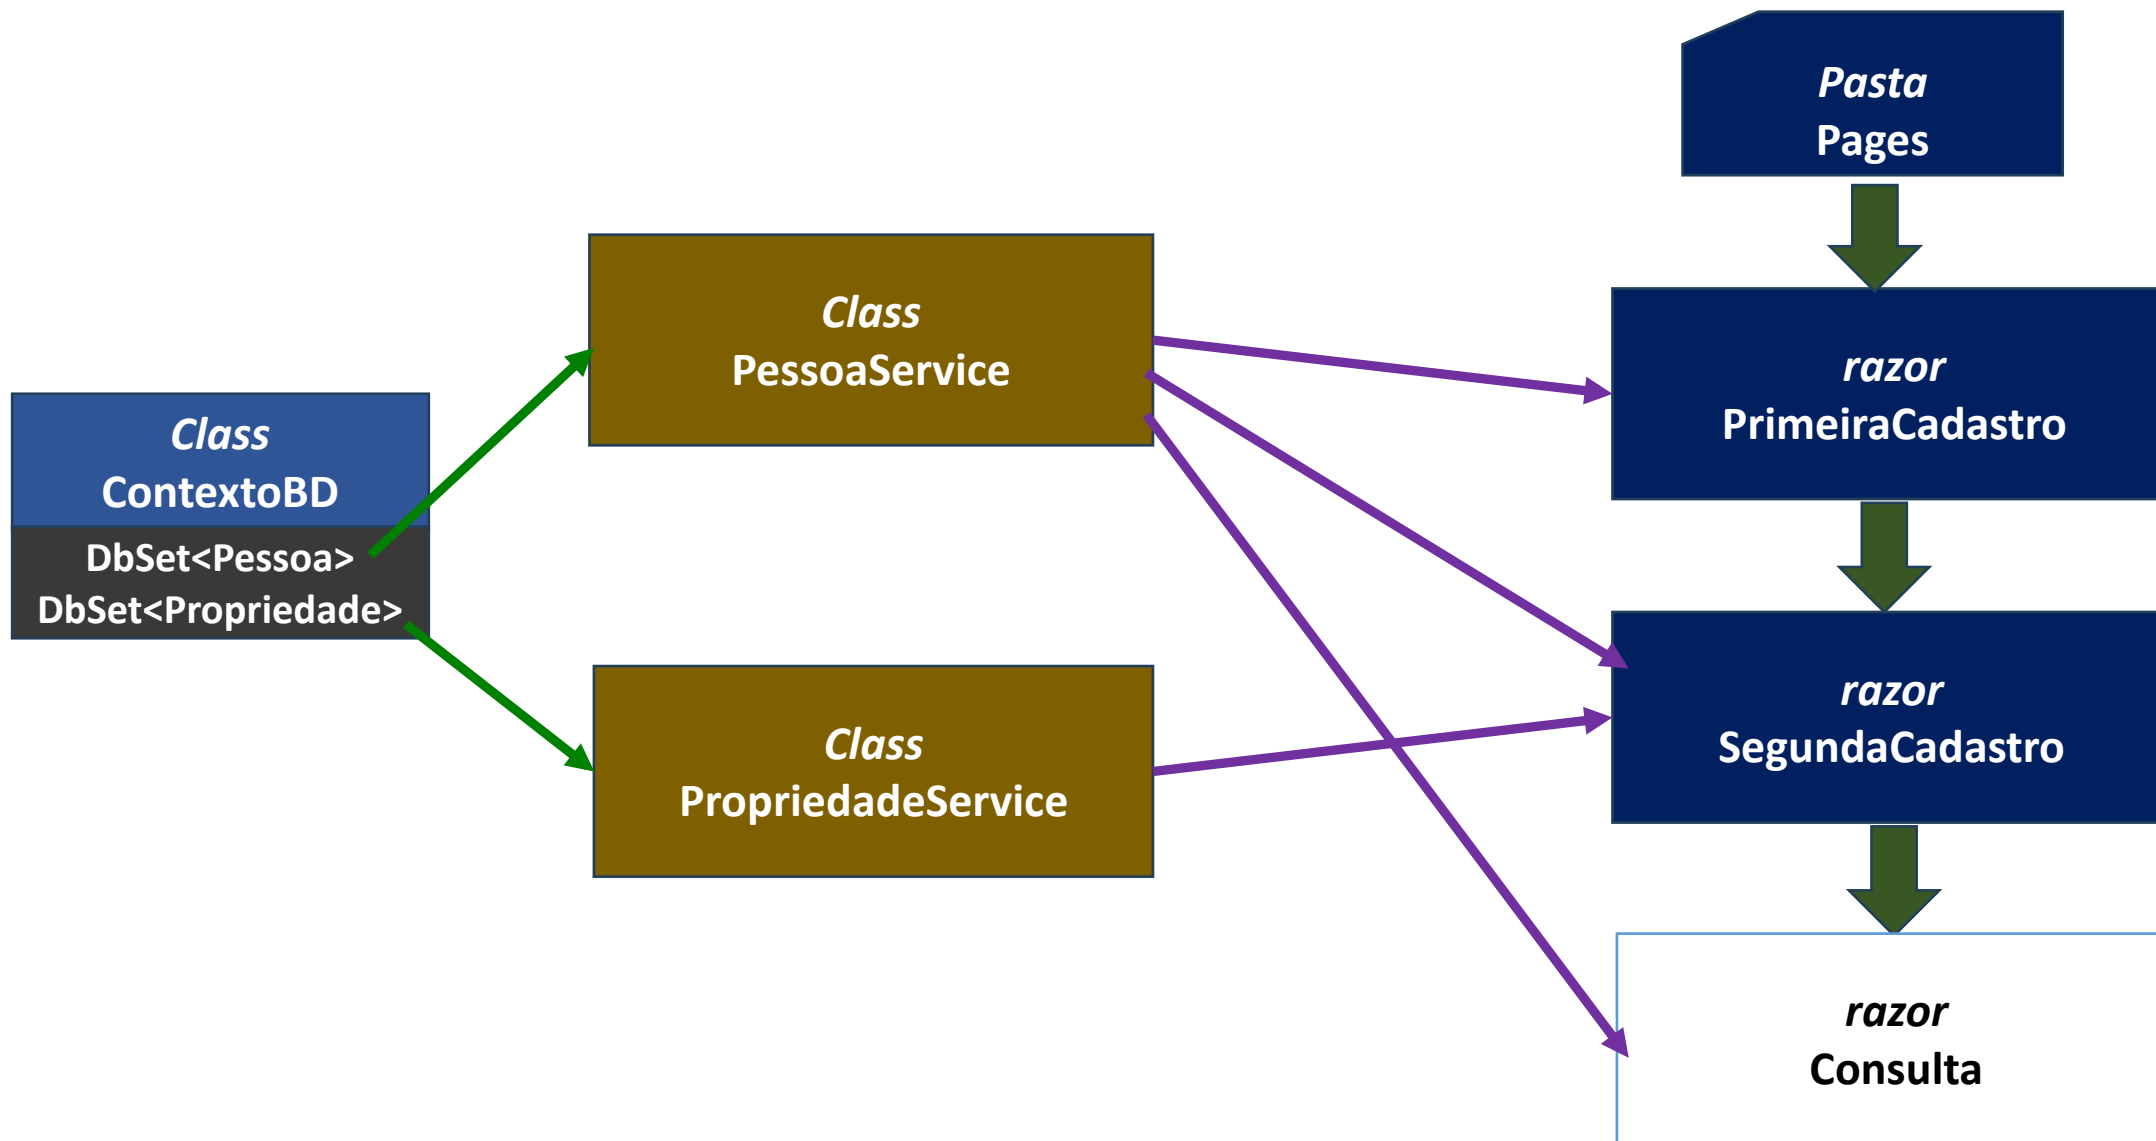 Pasta
Pages
Class
PessoaService
razor
PrimeiraCadastro
Class
ContextoBD
DbSet<Pessoa>
DbSet<Propriedade>
Class
PropriedadeService
razor
SegundaCadastro
razor
Consulta